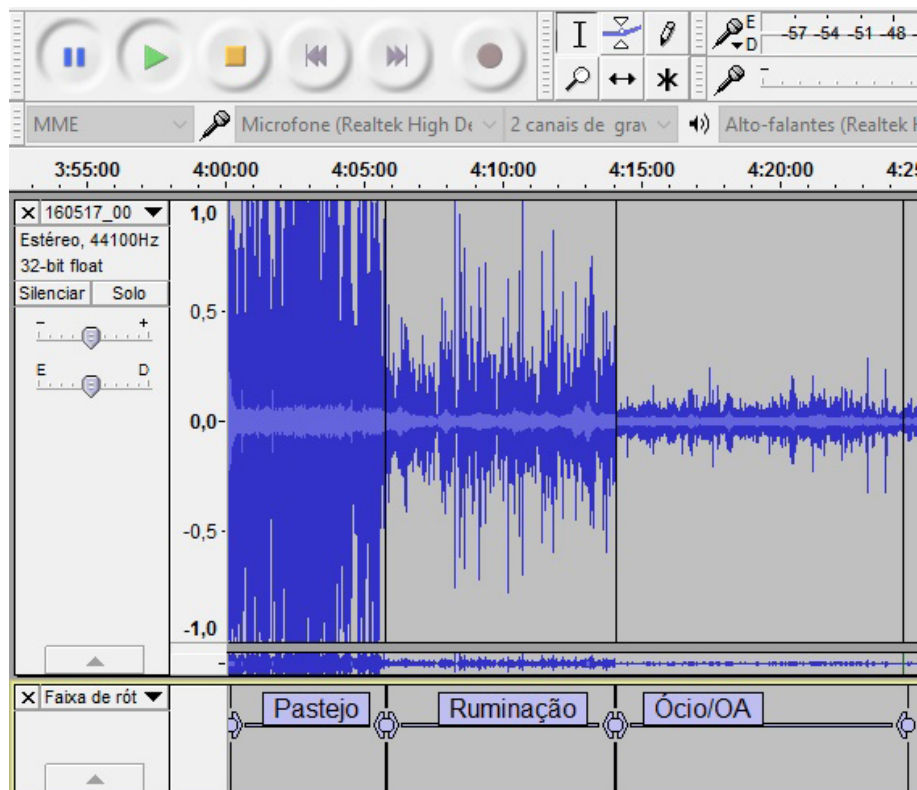 E
D
-57 -54 -51 -48
MME
Microfone (Realtek High De
2 canais de grav
Alto-falantes (Realtek
3:55:00 4:00:00 4:05:00 4:10:00 4:15:00 4:20:00 4:25
160517_00
Estéreo, 44100Hz
32-bit float
Silenciar Solo
- +
E D
1,0
0,5
0,0
-0,5
-1,0
Faixa de rót
Pastejo Ruminação Ócio/OA